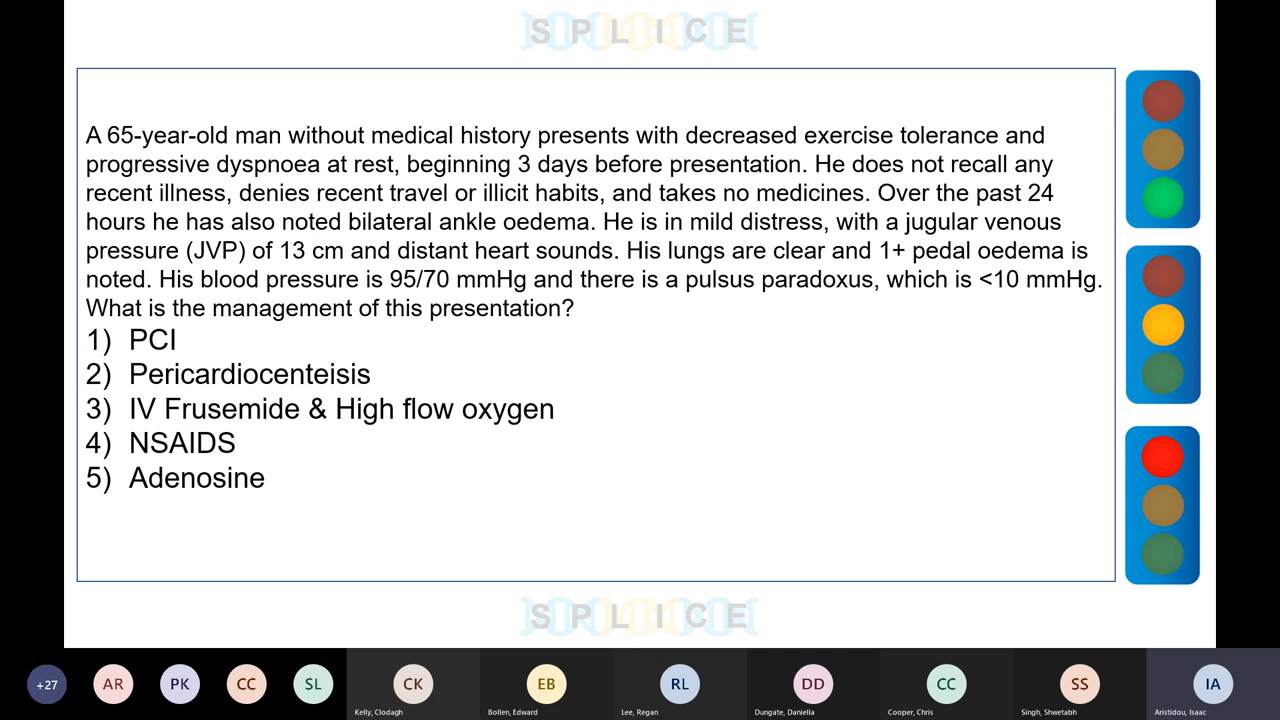 S P L I C E
A 65-year-old man without medical history presents with decreased exercise tolerance and
progressive dyspnoea at rest, beginning 3 days before presentation. He does not recall any
recent illness, denies recent travel or illicit habits, and takes no medicines. Over the past 24
hours he has also noted bilateral ankle oedema. He is in mild distress, with a jugular venous
pressure (JVP) of 13 cm and distant heart sounds. His lungs are clear and 1+ pedal oedema is
noted. His blood pressure is 95/70 mmHg and there is a pulsus paradoxus, which is <10 mmHg.
What is the management of this presentation?
1) PCI
2) Pericardiocenteisis
3) IV Frusemide & High flow oxygen
4) NSAIDS
5) Adenosine
S P L I C E
+27 AR PK CC SL CK EB RL DD CC SS IA
Kelly, Clodagh Bollen, Edward Lee, Regan Dungate, Daniella Cooper, Chris Singh, Shwetabh Aristidou, Isaac